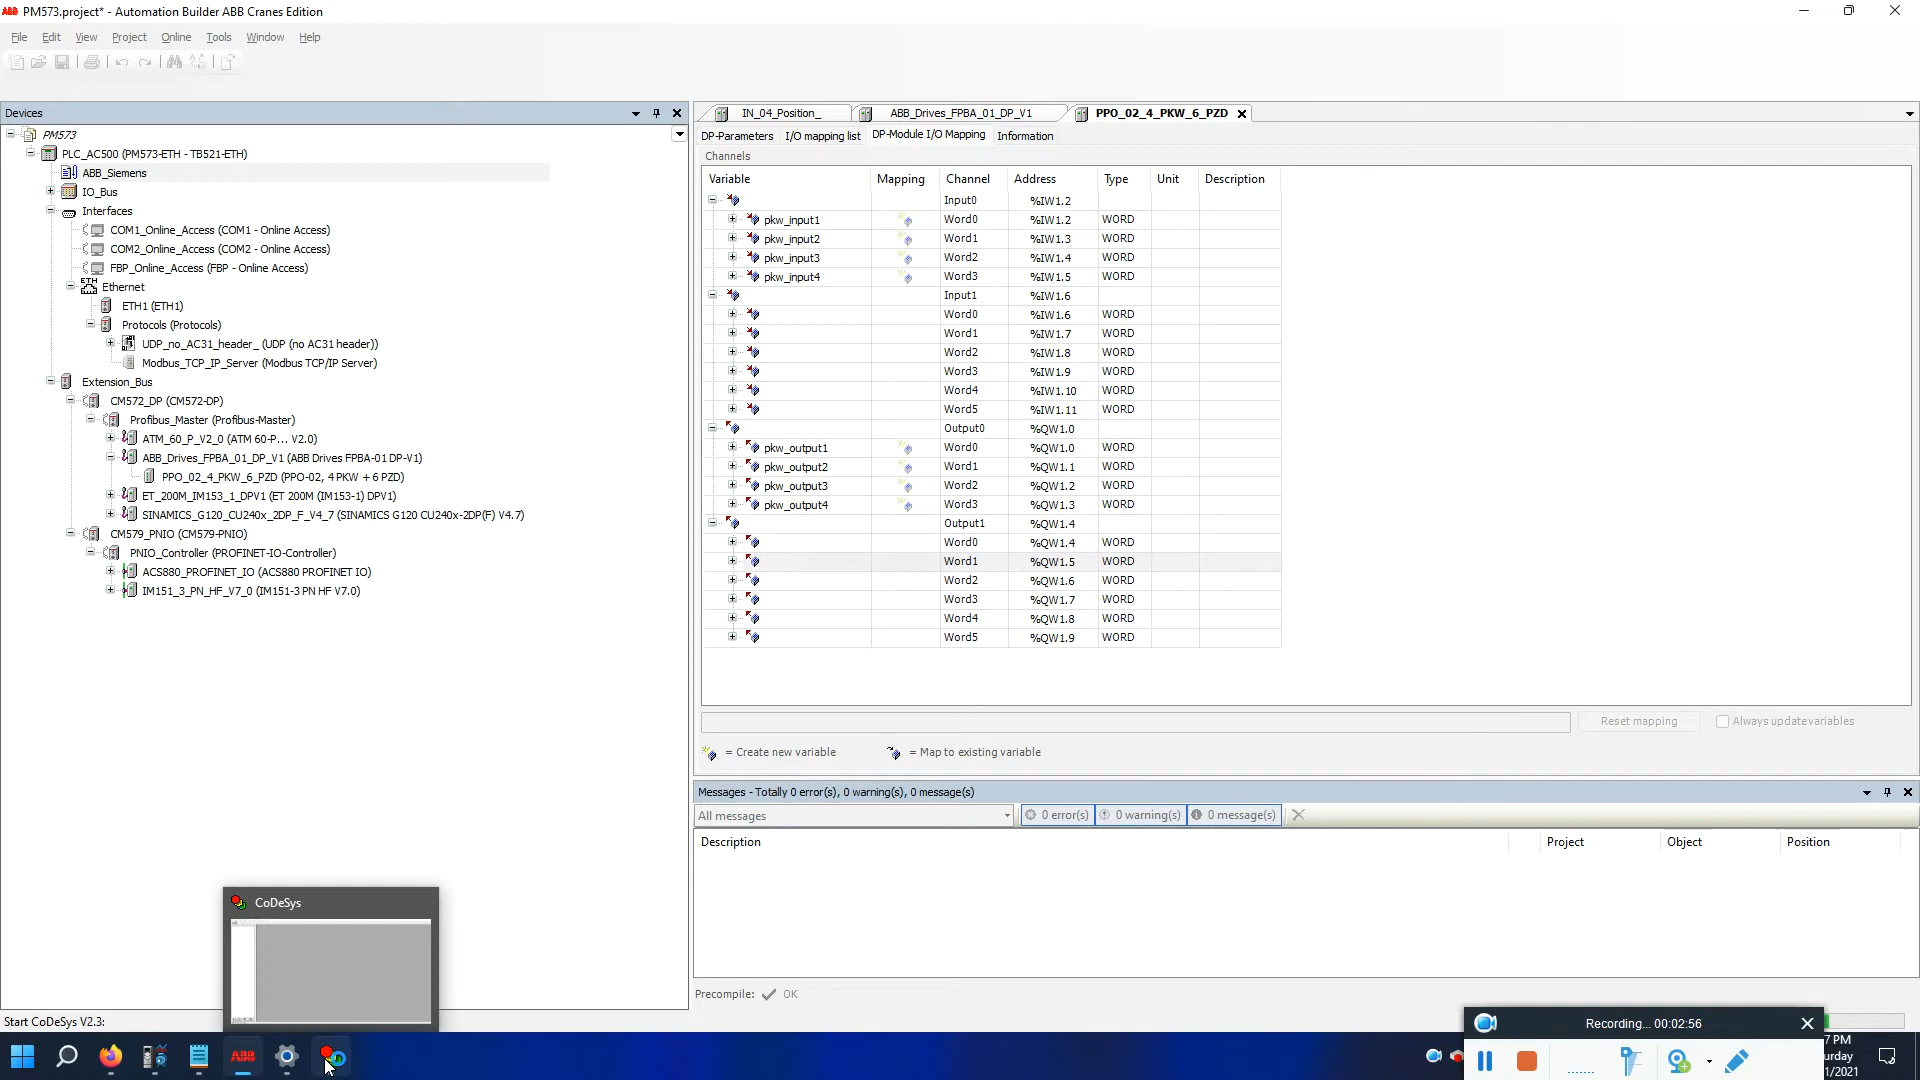 PM573.project* - Automation Builder ABB Cranes Edition
File Edit View Project Online Tools Window Help
Devices
PM573
PLC_AC500 (PM573-ETH - TB521-ETH)
ABB_Siemens
IO_Bus
Interfaces
COM1_Online_Access (COM1 - Online Access)
COM2_Online_Access (COM2 - Online Access)
FBP_Online_Access (FBP - Online Access)
ETH Ethernet
ETH1 (ETH1)
Protocols (Protocols)
UDP_no_AC31_header_ (UDP (no AC31 header))
Modbus_TCP_IP_Server (Modbus TCP/IP Server)
Extension_Bus
CM572_DP (CM572-DP)
Profibus_Master (Profibus-Master)
ATM_60_P_V2_0 (ATM 60-P... V2.0)
ABB_Drives_FPBA_01_DP_V1 (ABB Drives FPBA-01 DP-V1)
PPO_02_4_PKW_6_PZD (PPO-02, 4 PKW + 6 PZD)
ET_200M_IM153_1_DPV1 (ET 200M (IM153-1) DPV1)
SINAMICS_G120_CU240x_2DP_F_V4_7 (SINAMICS G120 CU240x-2DP(F) V4.7)
CM579_PNIO (CM579-PNIO)
PNIO_Controller (PROFINET-IO-Controller)
ACS880_PROFINET_IO (ACS880 PROFINET IO)
IM151_3_PN_HF_V7_0 (IM151-3 PN HF V7.0)
IN_04_Position_ ABB_Drives_FPBA_01_DP_V1 PPO_02_4_PKW_6_PZD
DP-Parameters I/O mapping list DP-Module I/O Mapping Information
Channels
Variable Mapping Channel Address Type Unit Description
Input0 %IW1.2
pkw_input1 Word0 %IW1.2 WORD
pkw_input2 Word1 %IW1.3 WORD
pkw_input3 Word2 %IW1.4 WORD
pkw_input4 Word3 %IW1.5 WORD
Input1 %IW1.6
Word0 %IW1.6 WORD
Word1 %IW1.7 WORD
Word2 %IW1.8 WORD
Word3 %IW1.9 WORD
Word4 %IW1.10 WORD
Word5 %IW1.11 WORD
Output0 %QW1.0
pkw_output1 Word0 %QW1.0 WORD
pkw_output2 Word1 %QW1.1 WORD
pkw_output3 Word2 %QW1.2 WORD
pkw_output4 Word3 %QW1.3 WORD
Output1 %QW1.4
Word0 %QW1.4 WORD
Word1 %QW1.5 WORD
Word2 %QW1.6 WORD
Word3 %QW1.7 WORD
Word4 %QW1.8 WORD
Word5 %QW1.9 WORD
Reset mapping Always update variables
= Create new variable = Map to existing variable
Messages - Totally 0 error(s), 0 warning(s), 0 message(s)
All messages 0 error(s) 0 warning(s) 0 message(s)
Description Project Object Position
CoDeSys
Precompile: OK
Start CoDeSys V2.3:
Recording... 00:02:56
ABB
7 PM
urday
1/2021